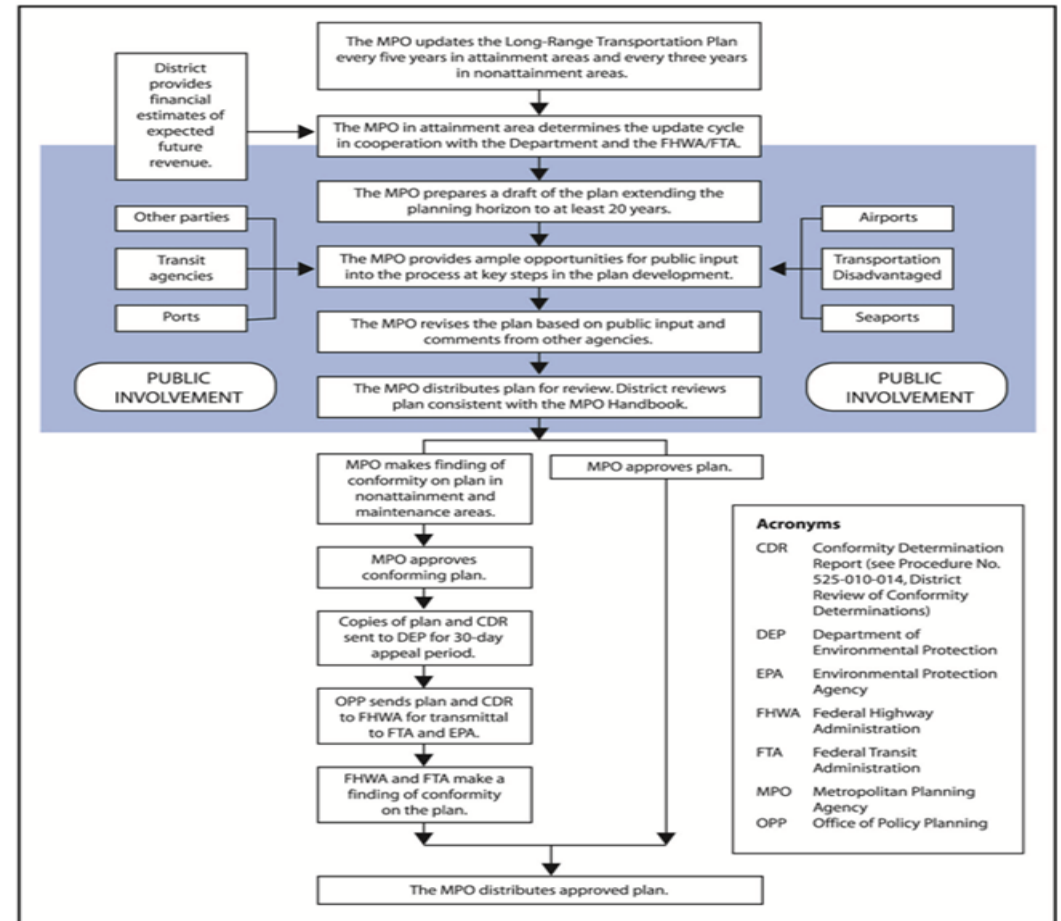 The MPO updates the Long-Range Transportation Plan
every five years in attainment areas and every three years
in nonattainment areas.
District
provides
financial
estimates of
expected
future
revenue.
The MPO in attainment area determines the update cycle
in cooperation with the Department and the FHWA/FTA.
The MPO prepares a draft of the plan extending the
planning horizon to at least 20 years.
Other parties
Transit
agencies
Ports
The MPO provides ample opportunities for public input
into the process at key steps in the plan development.
Airports
Transportation
Disadvantaged
Seaports
The MPO revises the plan based on public input and
comments from other agencies.
PUBLIC
INVOLVEMENT
The MPO distributes plan for review. District reviews
plan consistent with the MPO Handbook.
PUBLIC
INVOLVEMENT
MPO makes finding of
conformity on plan in
nonattainment and
maintenance areas.
MPO approves plan.
MPO approves
conforming plan.
Copies of plan and CDR
sent to DEP for 30-day
appeal period.
OPP sends plan and CDR
to FHWA for transmittal
to FTA and EPA.
FHWA and FTA make a
finding of conformity
on the plan.
The MPO distributes approved plan.
Acronyms
CDR Conformity Determination
Report (see Procedure No.
525-010-014, District
Review of Conformity
Determinations)
DEP Department of
Environmental Protection
EPA Environmental Protection
Agency
FHWA Federal Highway
Administration
FTA Federal Transit
Administration
MPO Metropolitan Planning
Agency
OPP Office of Policy Planning